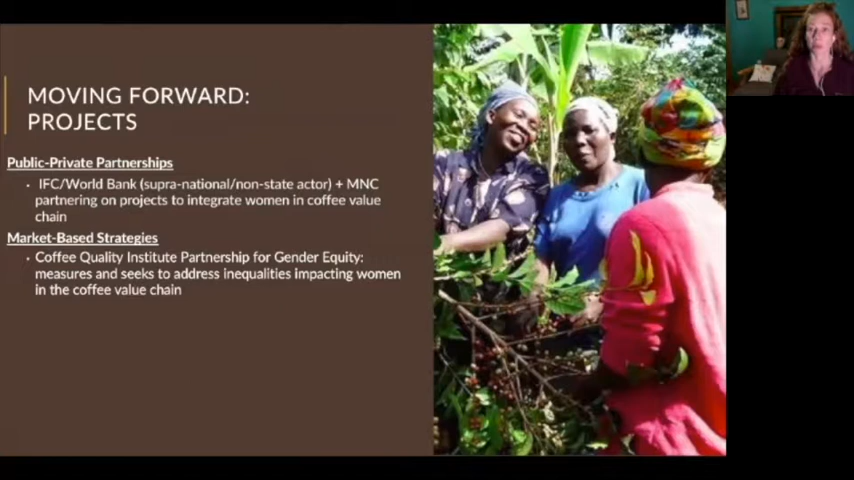 MOVING FORWARD:
PROJECTS
Public-Private Partnerships
IFC/World Bank (supra-national/non-state actor) + MNC
partnering on projects to integrate women in coffee value
chain
Market-Based Strategies
Coffee Quality Institute Partnership for Gender Equity:
measures and seeks to address inequalities impacting women
in the coffee value chain